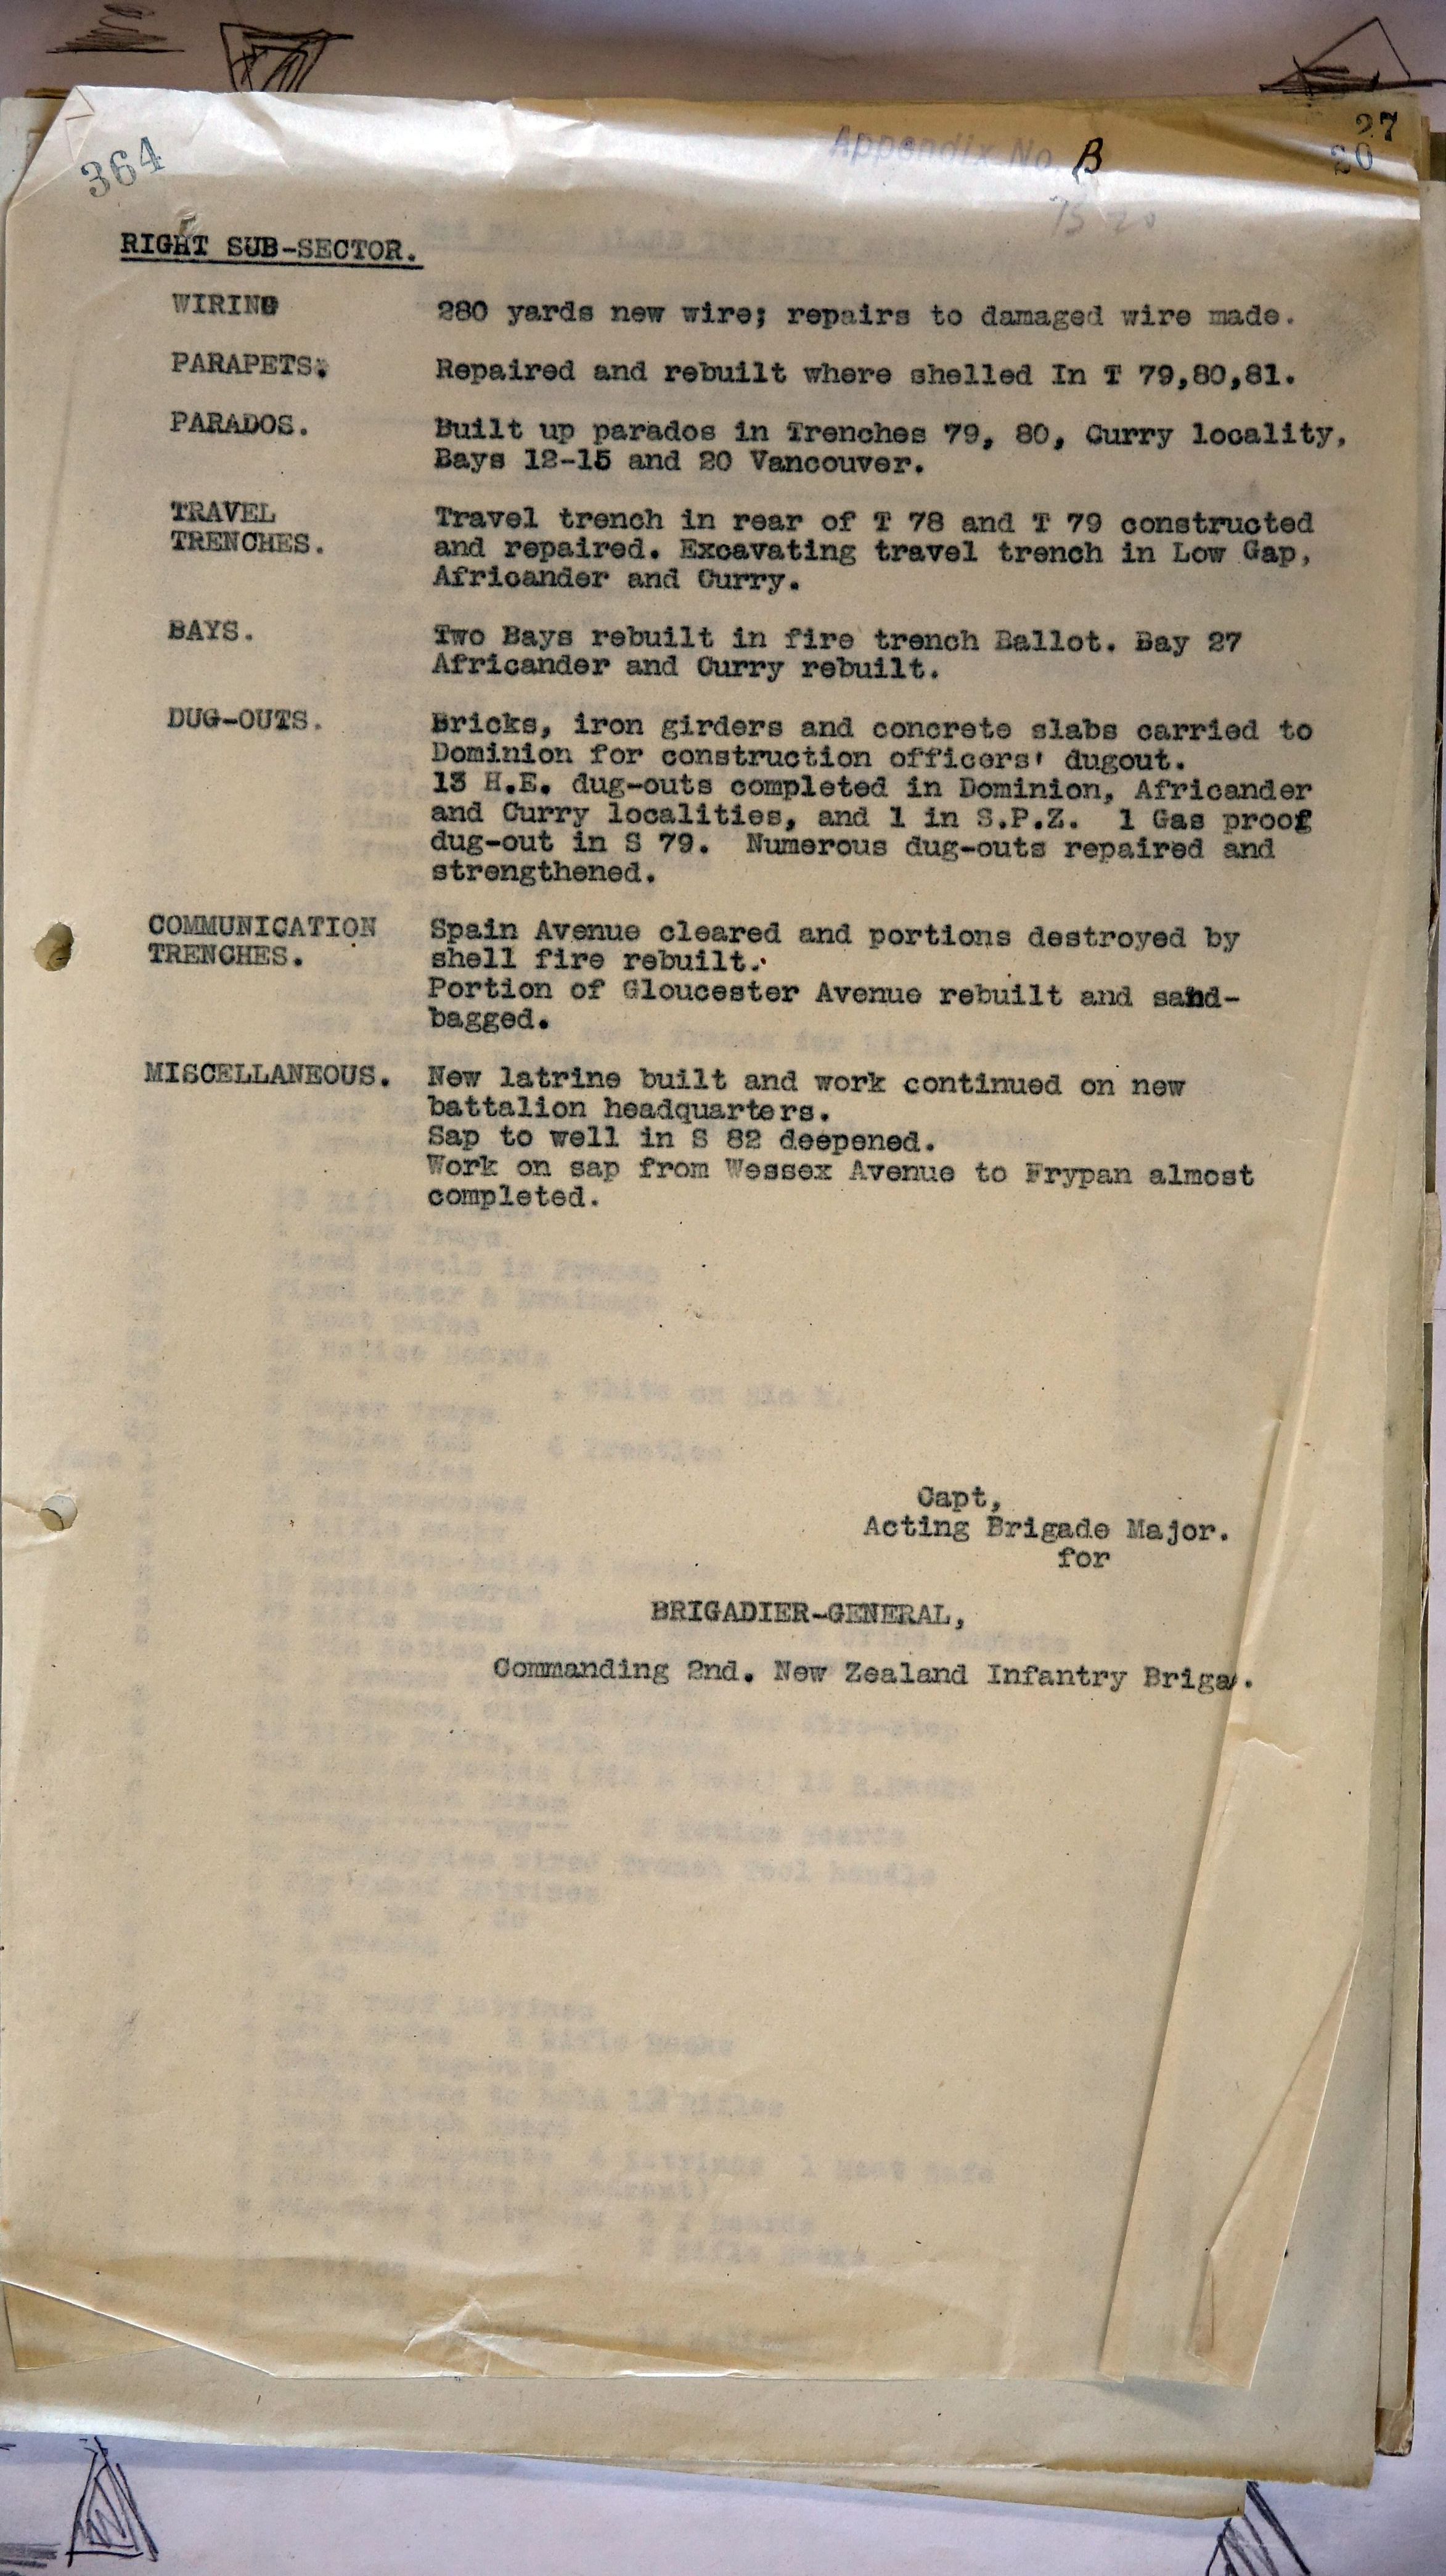 364
Appendix No B
27
20
RIGHT SUB-SECTOR.
WIRING 280 yards new wire; repairs to damaged wire made.
PARAPETS. Repaired and rebuilt where shelled In T 79,80,81.
PARADOS. Built up parados in Trenches 79, 80, Curry locality,
Bays 12-15 and 20 Vancouver.
TRAVEL Travel trench in rear of T 78 and T 79 constructed
TRENCHES. and repaired. Excavating travel trench in Low Gap,
Africander and Curry.
BAYS. Two Bays rebuilt in fire trench Ballot. Bay 27
Africander and Curry rebuilt.
DUG-OUTS. Bricks, iron girders and concrete slabs carried to
Dominion for construction officers' dugout.
13 H.E. dug-outs completed in Dominion, Africander
and Curry localities, and 1 in S.P.Z. 1 Gas proof
dug-out in S 79. Numerous dug-outs repaired and
strengthened.
COMMUNICATION Spain Avenue cleared and portions destroyed by
TRENCHES. shell fire rebuilt.
Portion of Gloucester Avenue rebuilt and sand-
bagged.
MISCELLANEOUS. New latrine built and work continued on new
battalion headquarters.
Sap to well in S 82 deepened.
Work on sap from Wessex Avenue to Frypan almost
completed.
Capt,
Acting Brigade Major.
for
BRIGADIER-GENERAL,
Commanding 2nd. New Zealand Infantry Briga.